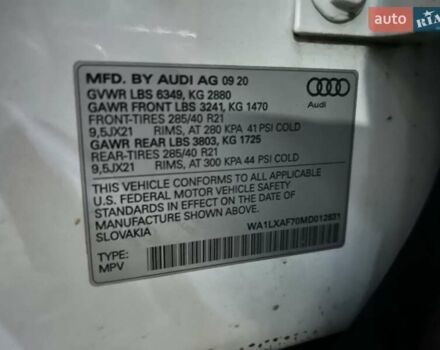 AUTO
RIA
MFD. BY AUDI AG 09 20
GVWR LBS 6349, KG 2880
GAWR FRONT LBS 3241, KG 1470
FRONT-TIRES 285/40 R21
9,5JX21 RIMS, AT 280 KPA 41 PSI COLD
GAWR REAR LBS 3803, KG 1725
REAR-TIRES 285/40 R21
9,5JX21 RIMS, AT 300 KPA 44 PSI COLD
THIS VEHICLE CONFORMS TO ALL APPLICABLE
U.S. FEDERAL MOTOR VEHICLE SAFETY
STANDARDS IN EFFECT ON THE DATE OF
MANUFACTURE SHOWN ABOVE.
SLOVAKIA
WA1LXAF70MD012631
TYPE:
MPV
Audi